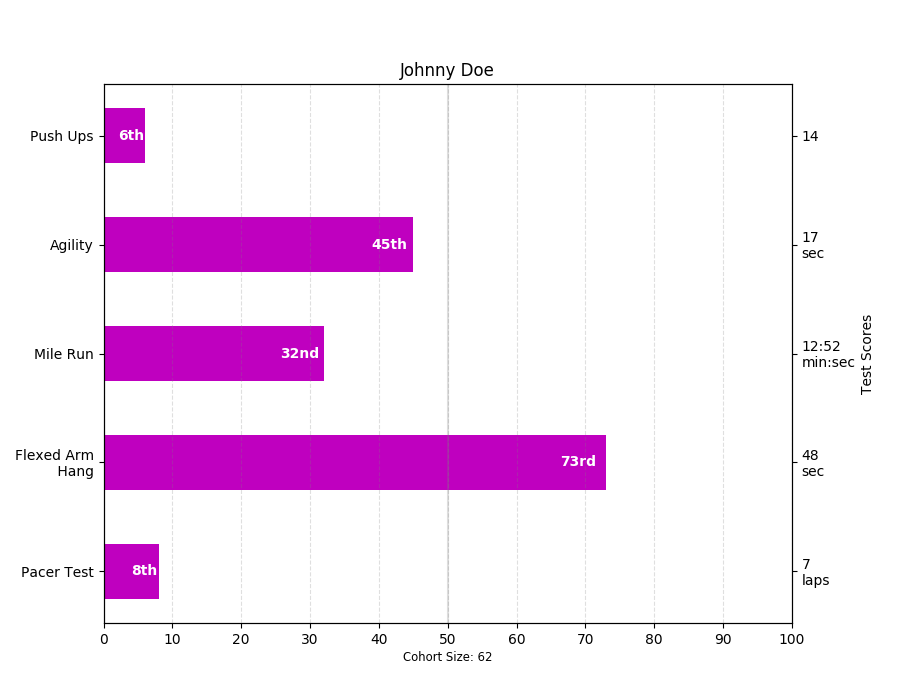 Johnny Doe
Push Ups
6th
14
Agility
45th
17
sec
Mile Run
32nd
12:52
min:sec
Flexed Arm
Hang
73rd
48
sec
Pacer Test
8th
7
laps
Test Scores
0 10 20 30 40 50 60 70 80 90 100
Cohort Size: 62